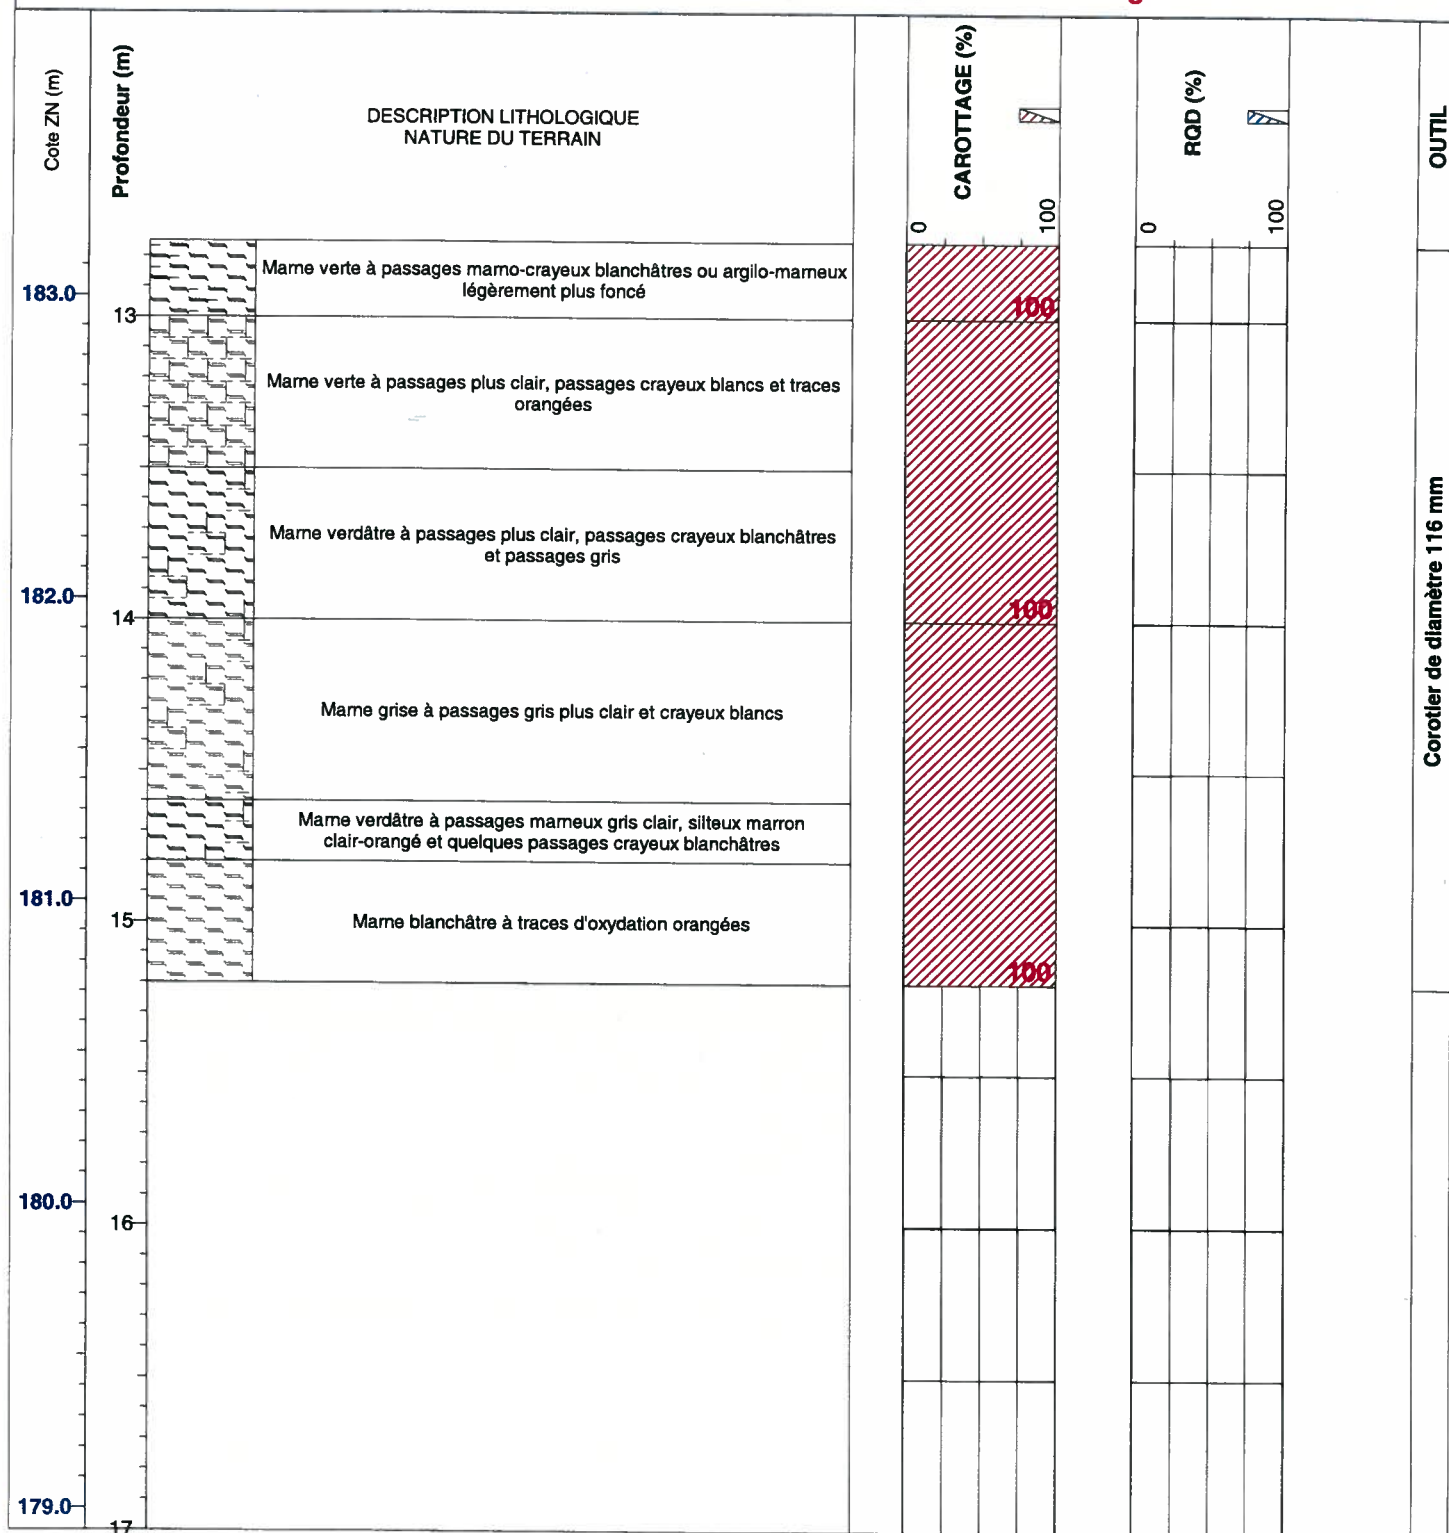 Cote ZN (m)
Profondeur (m)
DESCRIPTION LITHOLOGIQUE
NATURE DU TERRAIN
CAROTTAGE (%)
0
100
RQD (%)
0
100
OUTIL
183.0
13
Marne verte à passages marno-crayeux blanchâtres ou argilo-marneux
légèrement plus foncé
100
Marne verte à passages plus clair, passages crayeux blancs et traces
orangées
Marne verdâtre à passages plus clair, passages crayeux blanchâtres
et passages gris
182.0
14
100
Marne grise à passages gris plus clair et crayeux blancs
Corotier de diamètre 116 mm
Marne verdâtre à passages marneux gris clair, silteux marron
clair-orangé et quelques passages crayeux blanchâtres
181.0
15
Marne blanchâtre à traces d'oxydation orangées
100
180.0
16
179.0
17